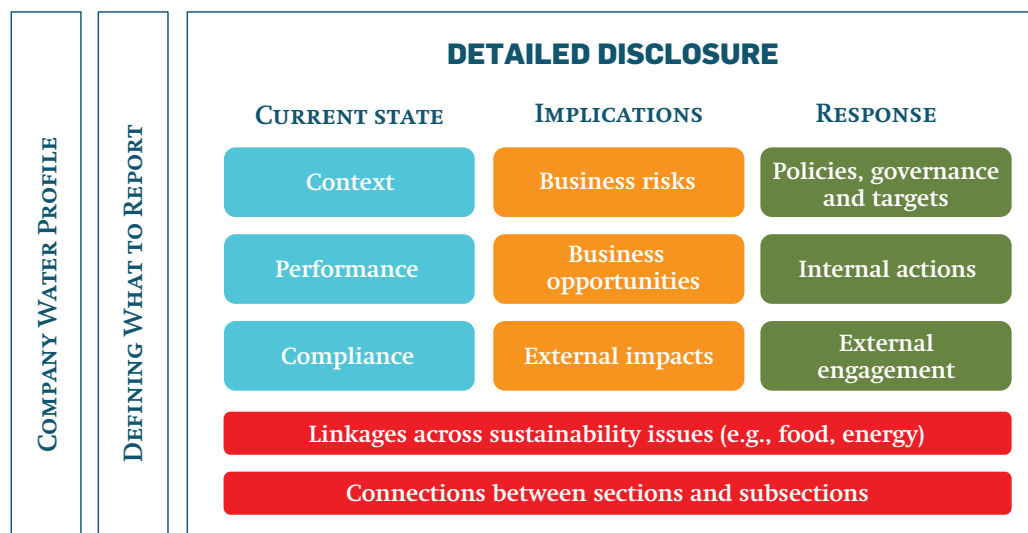 COMPANY WATER PROFILE
DEFINING WHAT TO REPORT
DETAILED DISCLOSURE
CURRENT STATE
IMPLICATIONS
RESPONSE
Context
Business risks
Policies, governance
and targets
Performance
Business
opportunities
Internal actions
Compliance
External impacts
External
engagement
Linkages across sustainability issues (e.g., food, energy)
Connections between sections and subsections